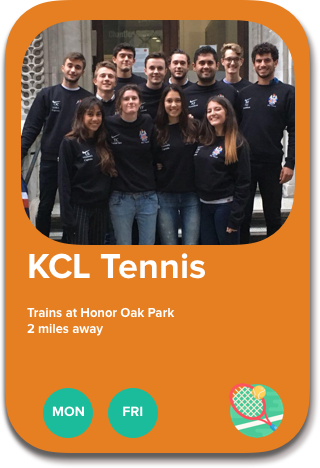 KCL Tennis
Trains at Honor Oak Park
2 miles away
MON
FRI